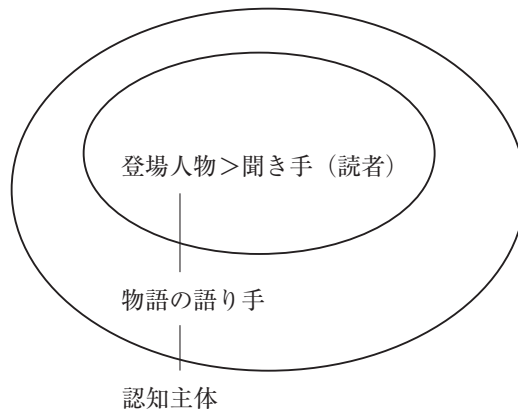 登場人物＞聞き手（読者）
物語の語り手
認知主体